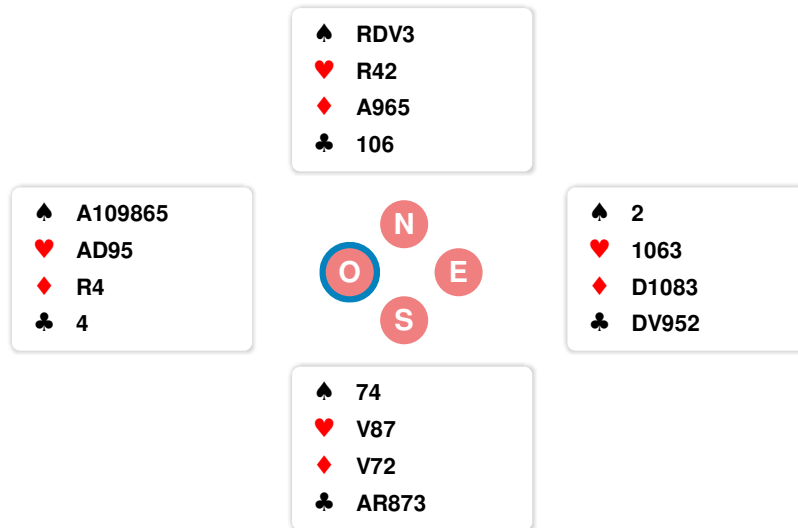 ♠ RDV3
♥ R42
♦ A965
♣ 106
♠ A109865
♥ AD95
♦ R4
♣ 4
N
O
E
S
♠ 2
♥ 1063
♦ D1083
♣ DV952
♠ 74
♥ V87
♦ V72
♣ AR873